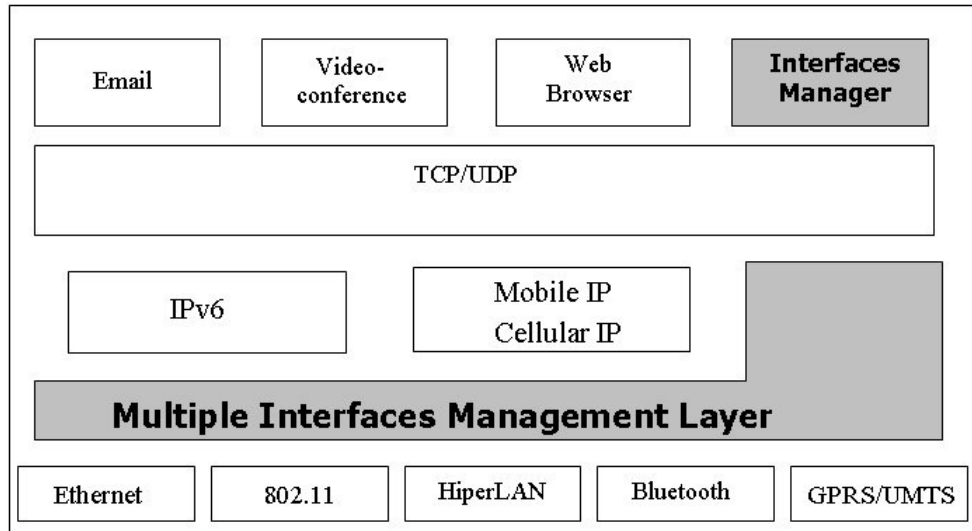 Email
Video-
conference
Web
Browser
Interfaces
Manager
TCP/UDP
IPv6
Mobile IP
Cellular IP
Multiple Interfaces Management Layer
Ethernet
802.11
HiperLAN
Bluetooth
GPRS/UMTS